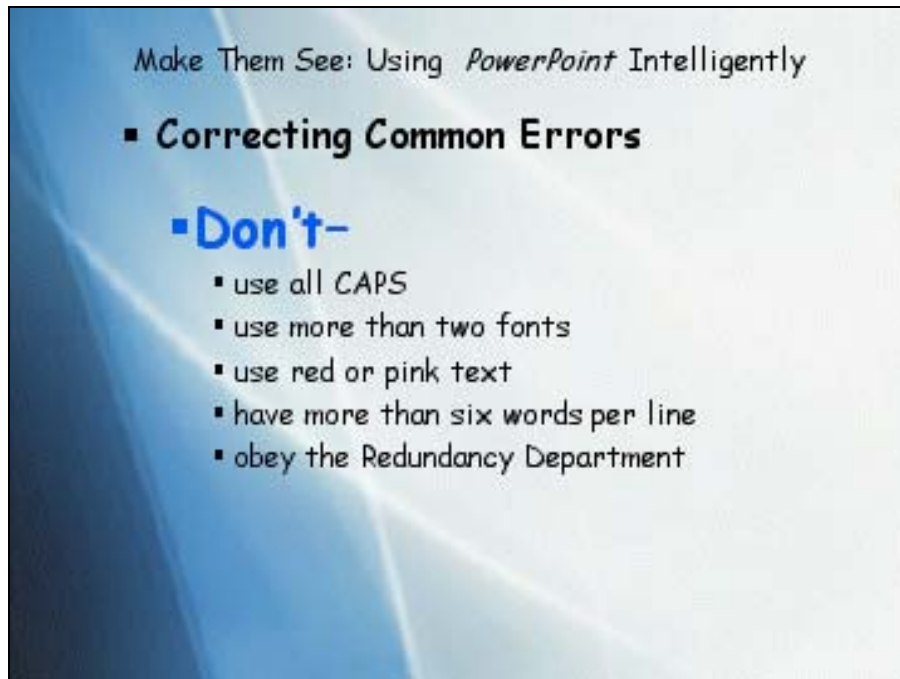 Make Them See: Using PowerPoint Intelligently
▪ Correcting Common Errors
▪ Don't–
▪ use all CAPS
▪ use more than two fonts
▪ use red or pink text
▪ have more than six words per line
▪ obey the Redundancy Department